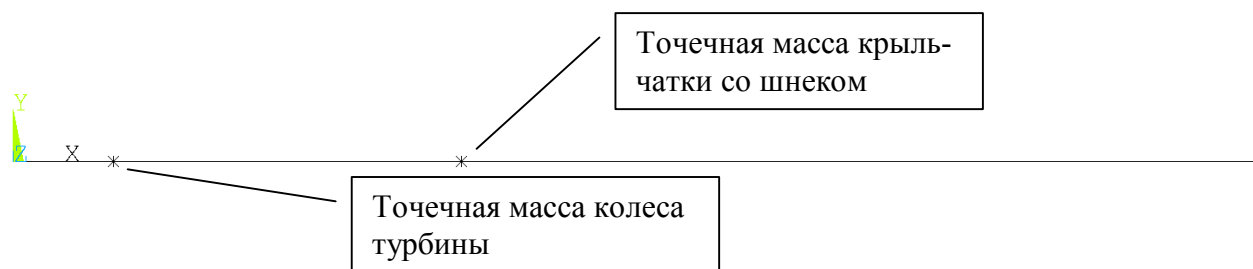 Точечная масса крыль-
чатки со шнеком
Y
Z X
Точечная масса колеса
турбины